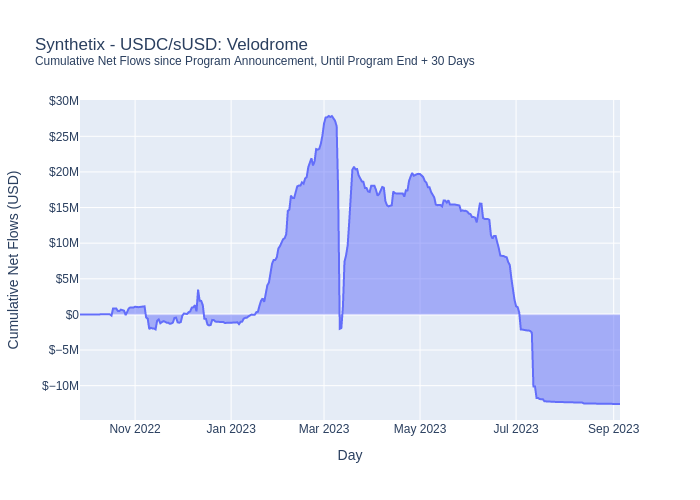 Synthetix - USDC/sUSD: Velodrome
Cumulative Net Flows since Program Announcement, Until Program End + 30 Days
Cumulative Net Flows (USD)
$30M
$25M
$20M
$15M
$10M
$5M
$0
$−5M
$−10M
Nov 2022 Jan 2023 Mar 2023 May 2023 Jul 2023 Sep 2023
Day